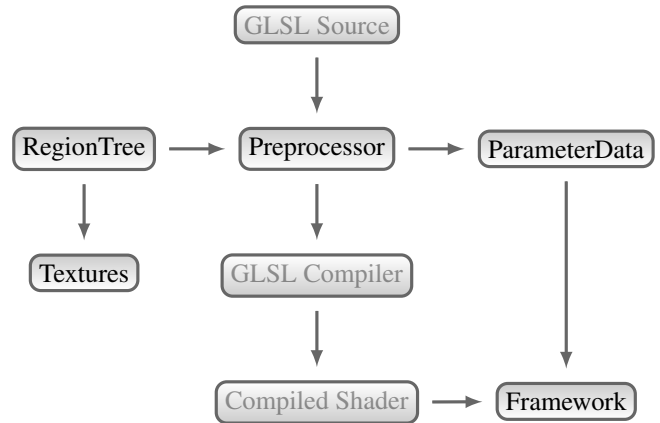 GLSL Source
RegionTree
Preprocessor
ParameterData
Textures
GLSL Compiler
Compiled Shader
Framework